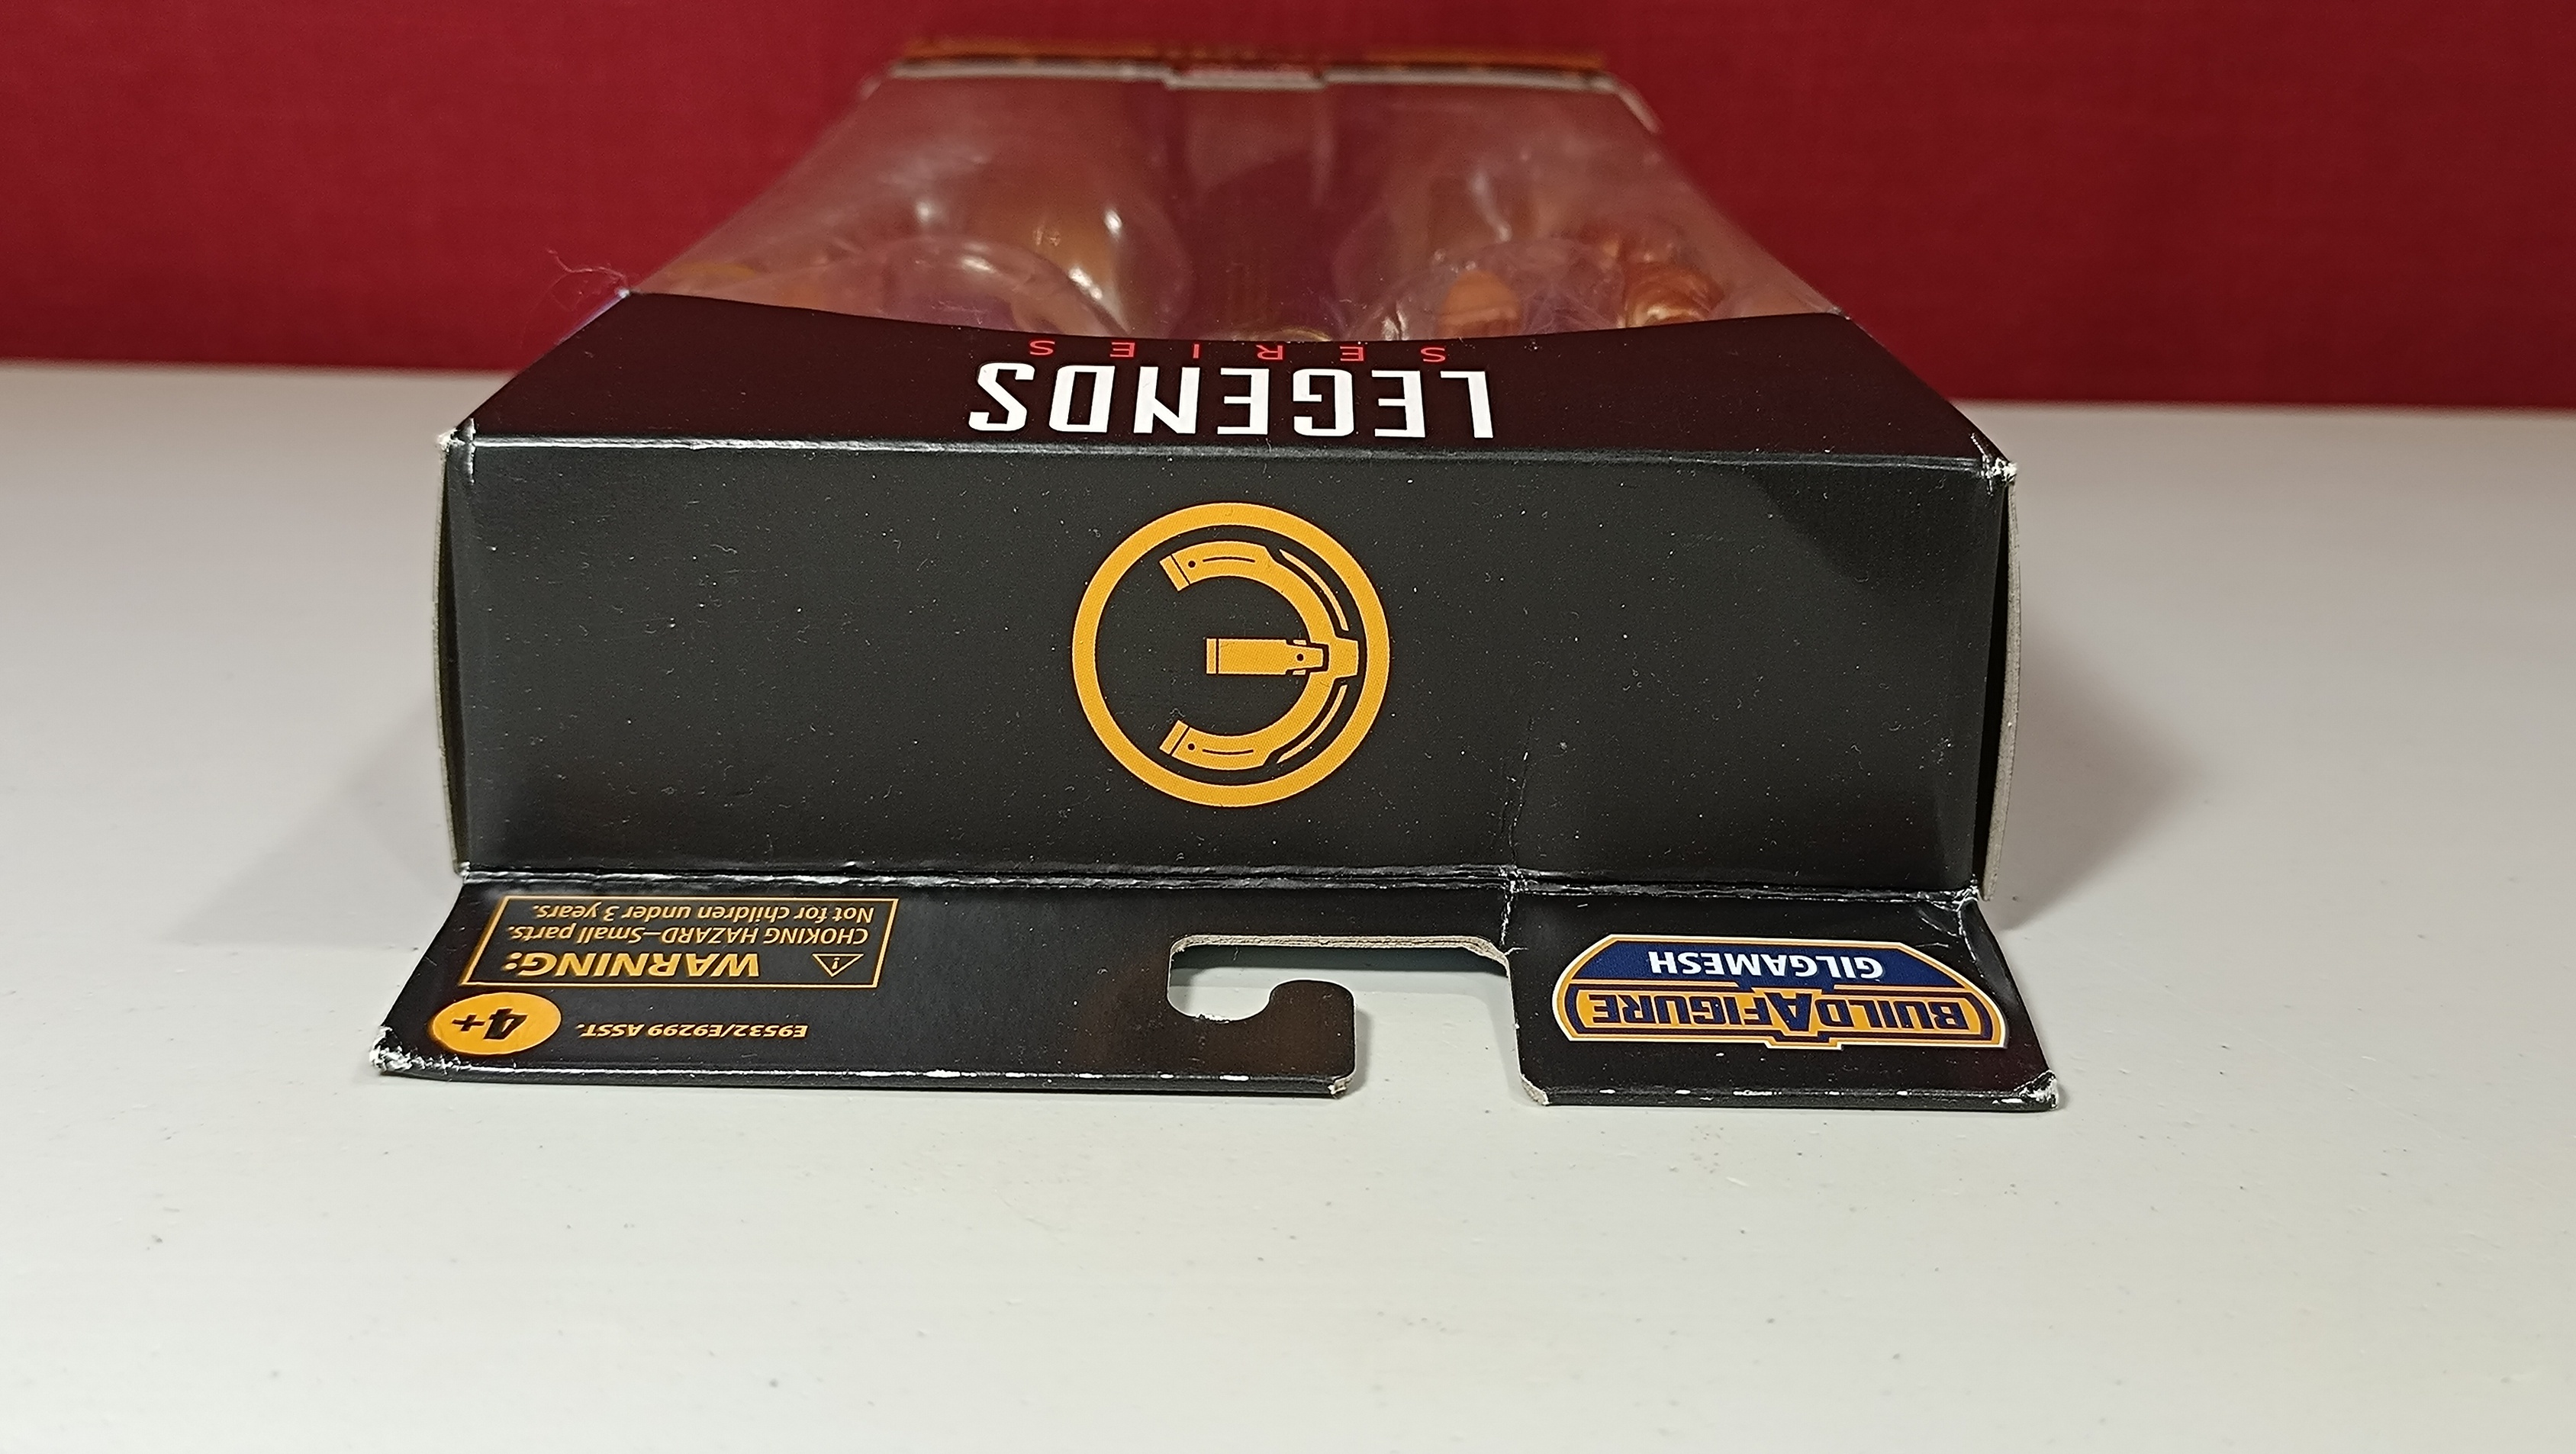 BUILD A FIGURE
GILGAMESH
E9532/E9299 ASST.
4+
WARNING:
CHOKING HAZARD—Small parts.
Not for children under 3 years.
LEGENDS
SERIES